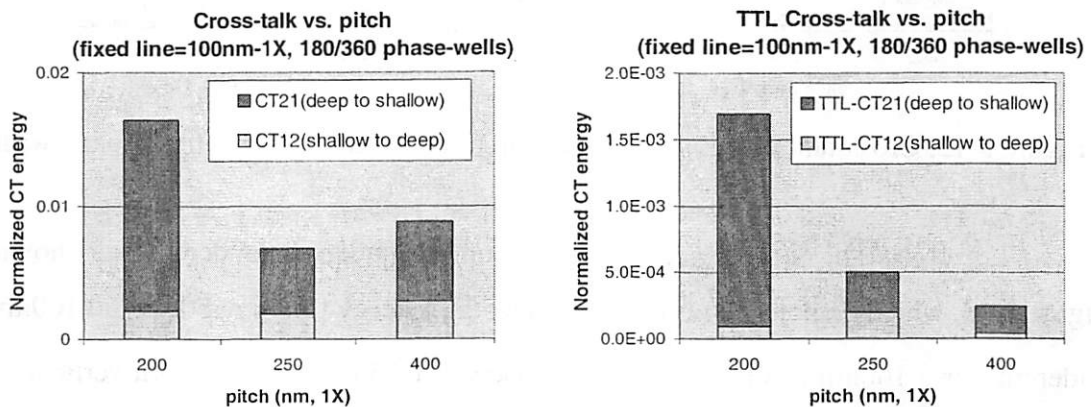 Cross-talk vs. pitch
(fixed line=100nm-1X, 180/360 phase-wells)
Normalized CT energy
0.02
0.01
0
CT21(deep to shallow)
CT12(shallow to deep)
200 250 400
pitch (nm, 1X)
TTL Cross-talk vs. pitch
(fixed line=100nm-1X, 180/360 phase-wells)
Normalized CT energy
2.0E-03
1.5E-03
1.0E-03
5.0E-04
0.0E+00
TTL-CT21(deep to shallow)
TTL-CT12(shallow to deep)
200 250 400
pitch (nm, 1X)